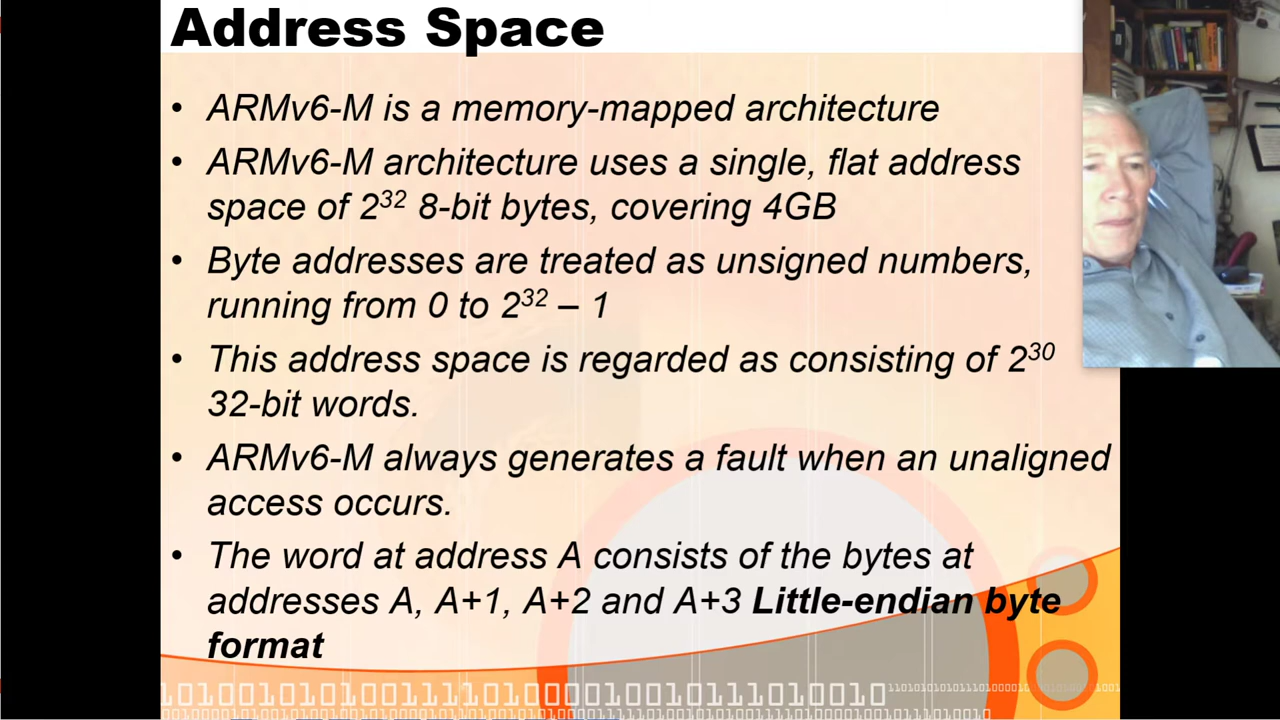 Address Space
• ARMv6-M is a memory-mapped architecture
• ARMv6-M architecture uses a single, flat address
space of 2³² 8-bit bytes, covering 4GB
• Byte addresses are treated as unsigned numbers,
running from 0 to 2³² – 1
• This address space is regarded as consisting of 2³⁰
32-bit words.
• ARMv6-M always generates a fault when an unaligned
access occurs.
• The word at address A consists of the bytes at
addresses A, A+1, A+2 and A+3 Little-endian byte
format